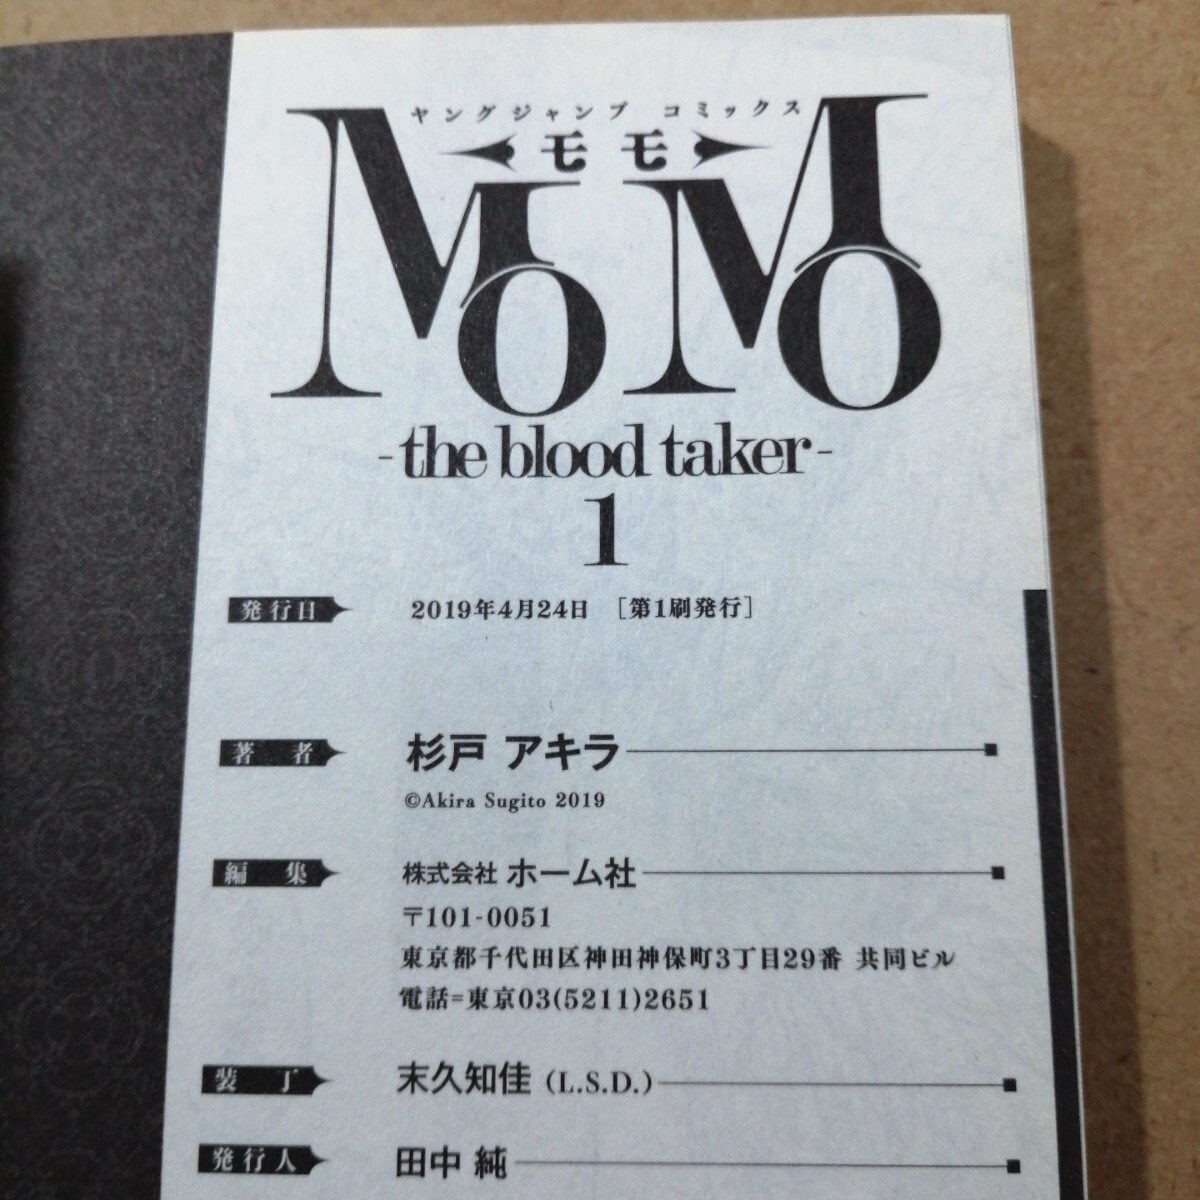 ヤングジャンプ コミックス
モモ
MOMO
-the blood taker-
1
発行日 2019年4月24日 [第1刷発行]
著者 杉戸 アキラ
©Akira Sugito 2019
編集 株式会社 ホーム社
〒101-0051
東京都千代田区神田神保町3丁目29番 共同ビル
電話=東京03(5211)2651
装丁 末久知佳 (L.S.D.)
発行人 田中 純